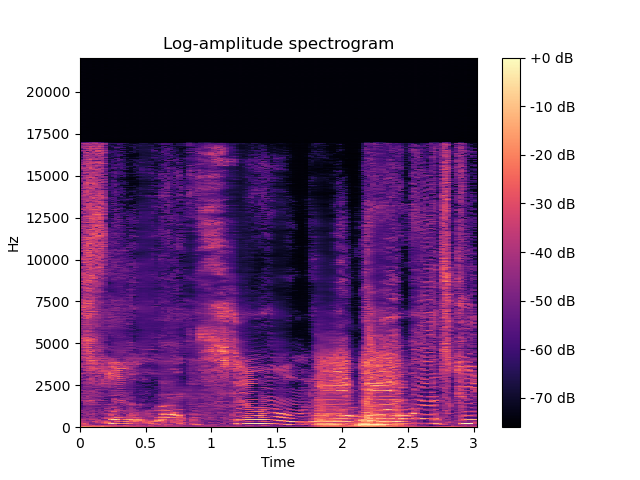 Log-amplitude spectrogram
Hz
20000
17500
15000
12500
10000
7500
5000
2500
0
0 0.5 1 1.5 2 2.5 3
Time
+0 dB
-10 dB
-20 dB
-30 dB
-40 dB
-50 dB
-60 dB
-70 dB